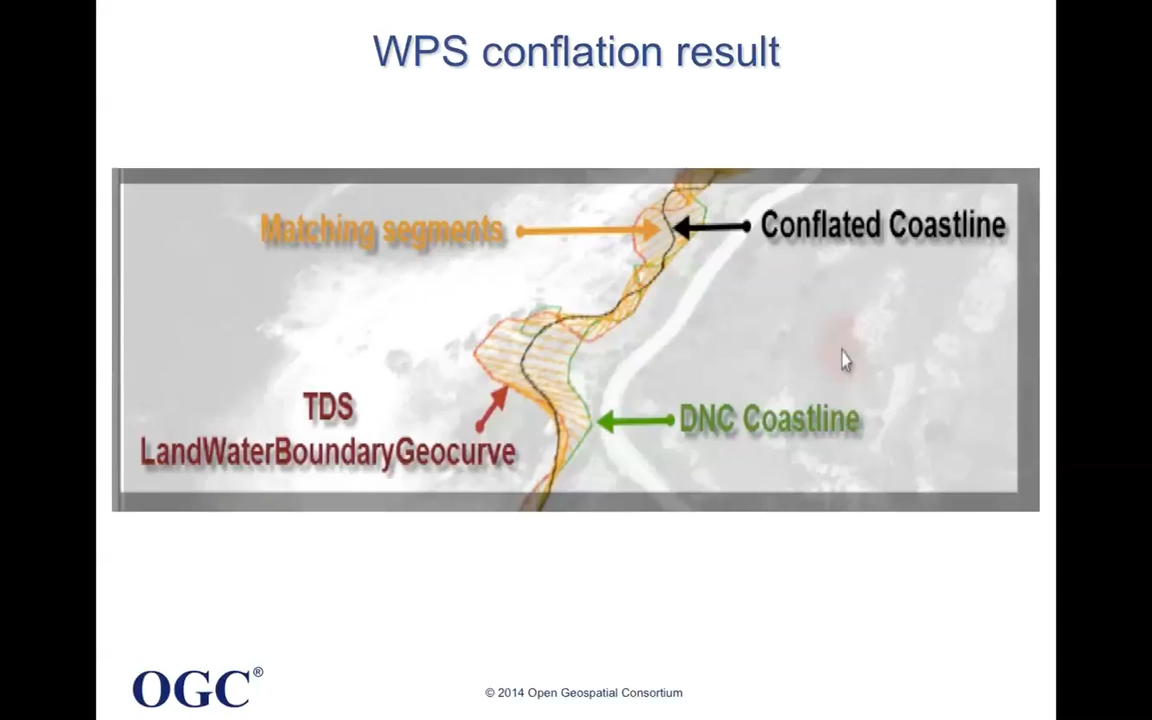 WPS conflation result
Matching segments
Conflated Coastline
TDS
LandWaterBoundaryGeocurve
DNC Coastline
OGC®
© 2014 Open Geospatial Consortium